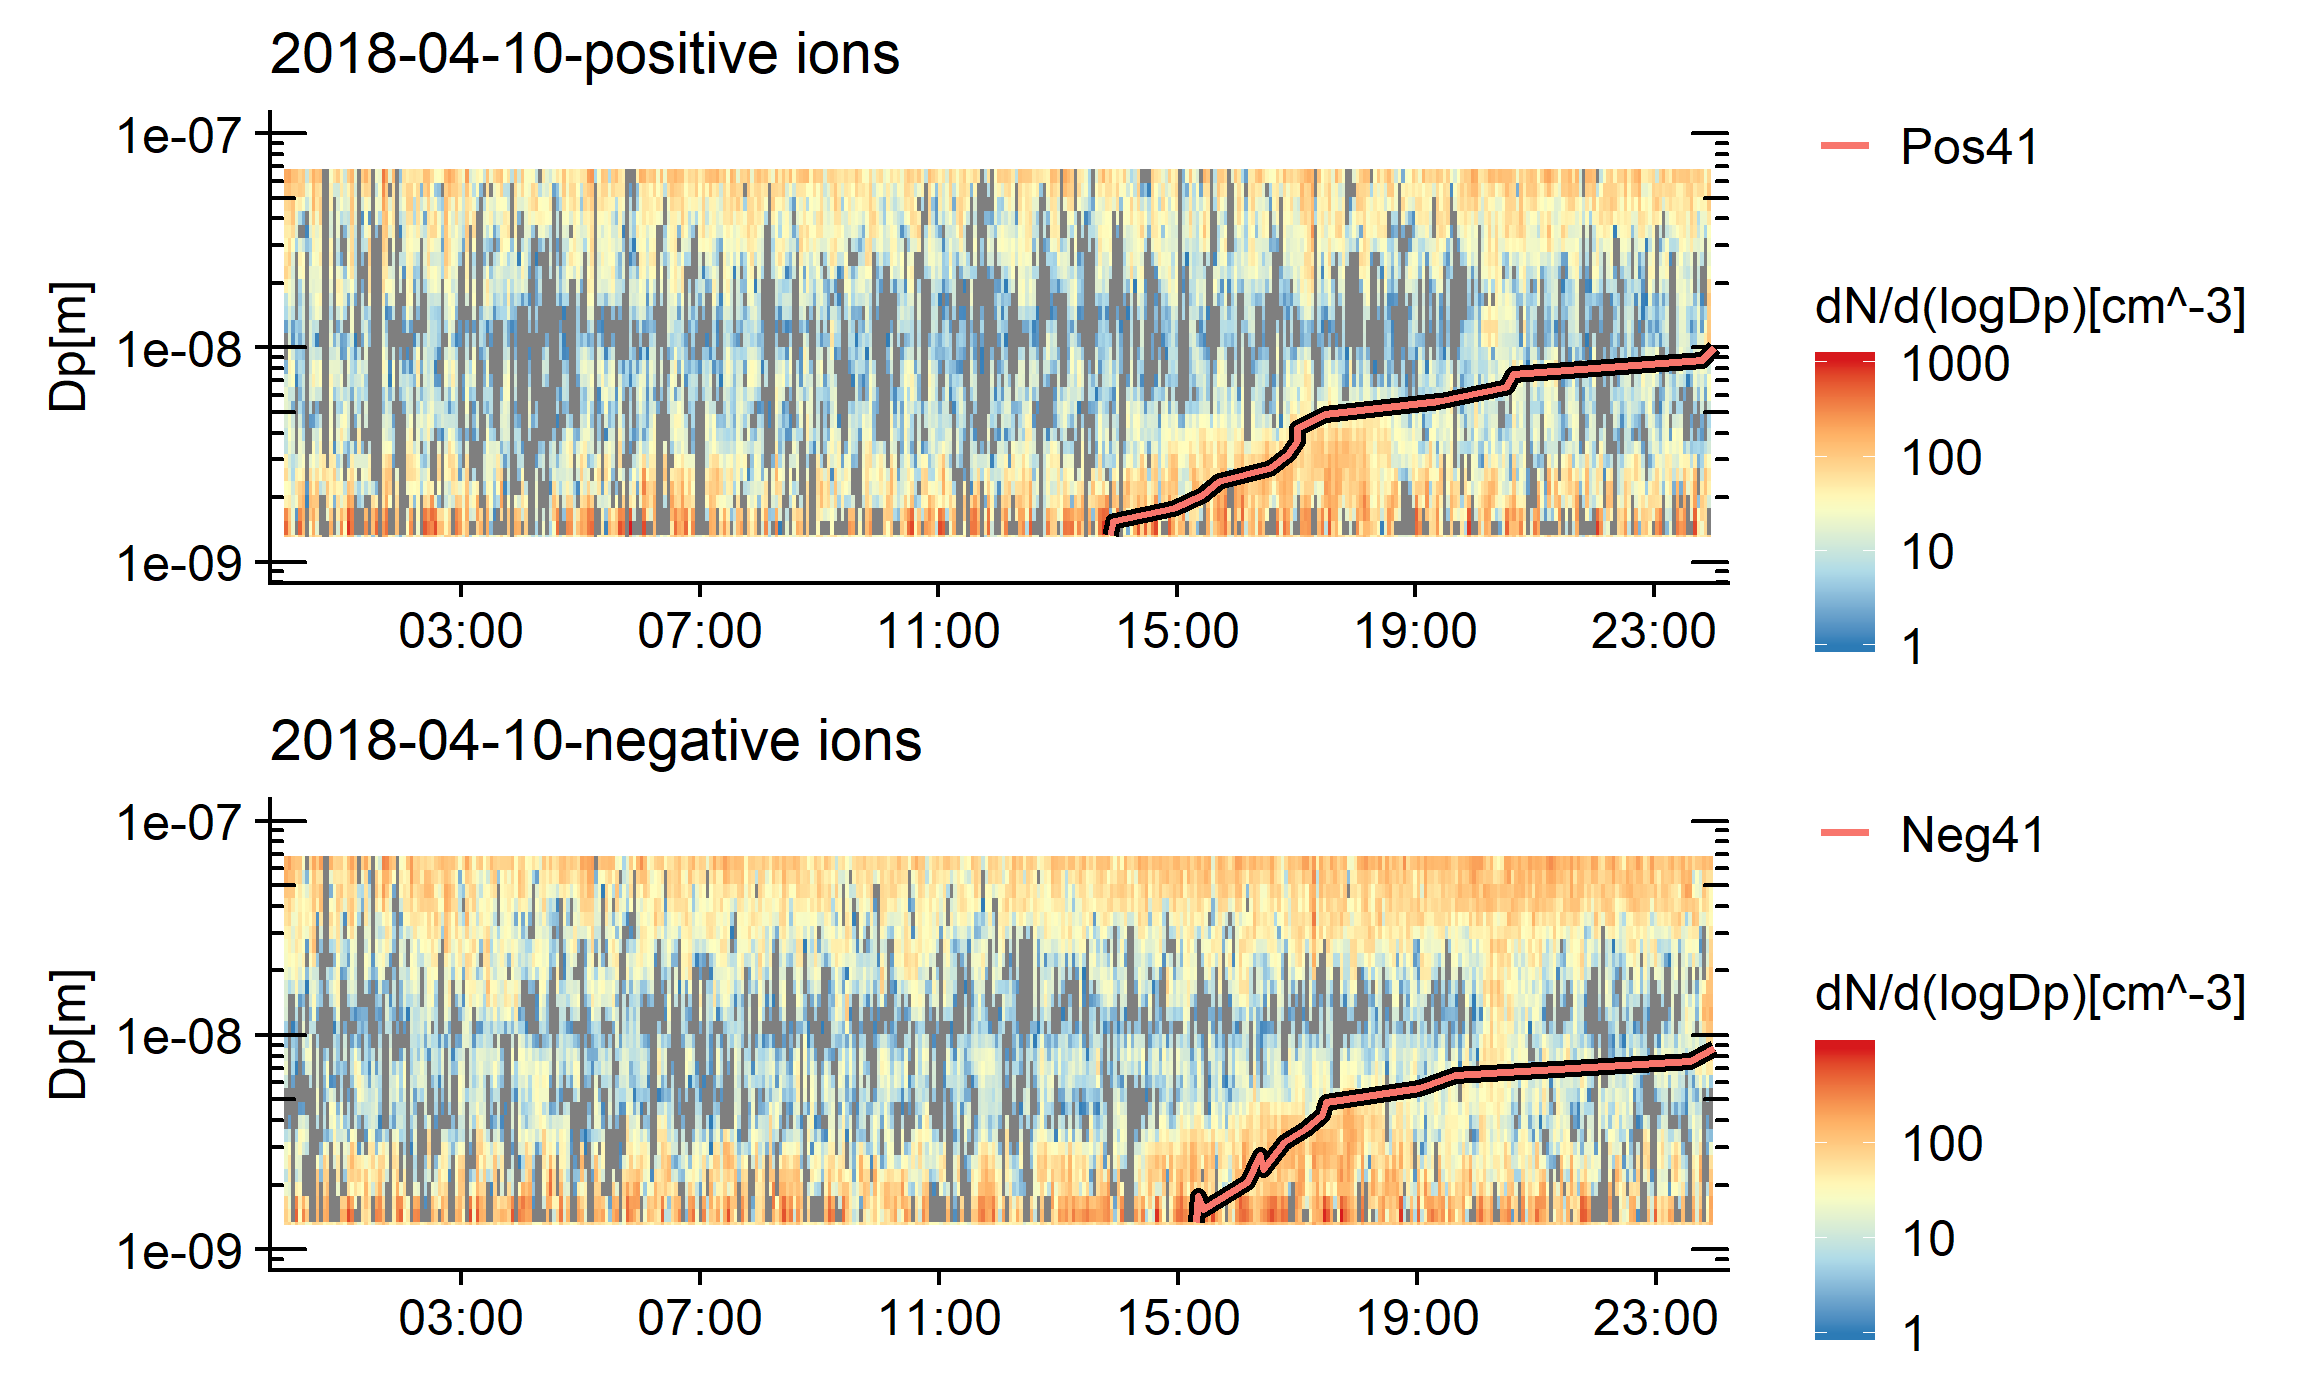 2018-04-10-positive ions
1e-07
1e-08
1e-09
Dp[m]
03:00 07:00 11:00 15:00 19:00 23:00
Pos41
dN/d(logDp)[cm^-3]
1000
100
10
1
2018-04-10-negative ions
1e-07
1e-08
1e-09
Dp[m]
03:00 07:00 11:00 15:00 19:00 23:00
Neg41
dN/d(logDp)[cm^-3]
100
10
1